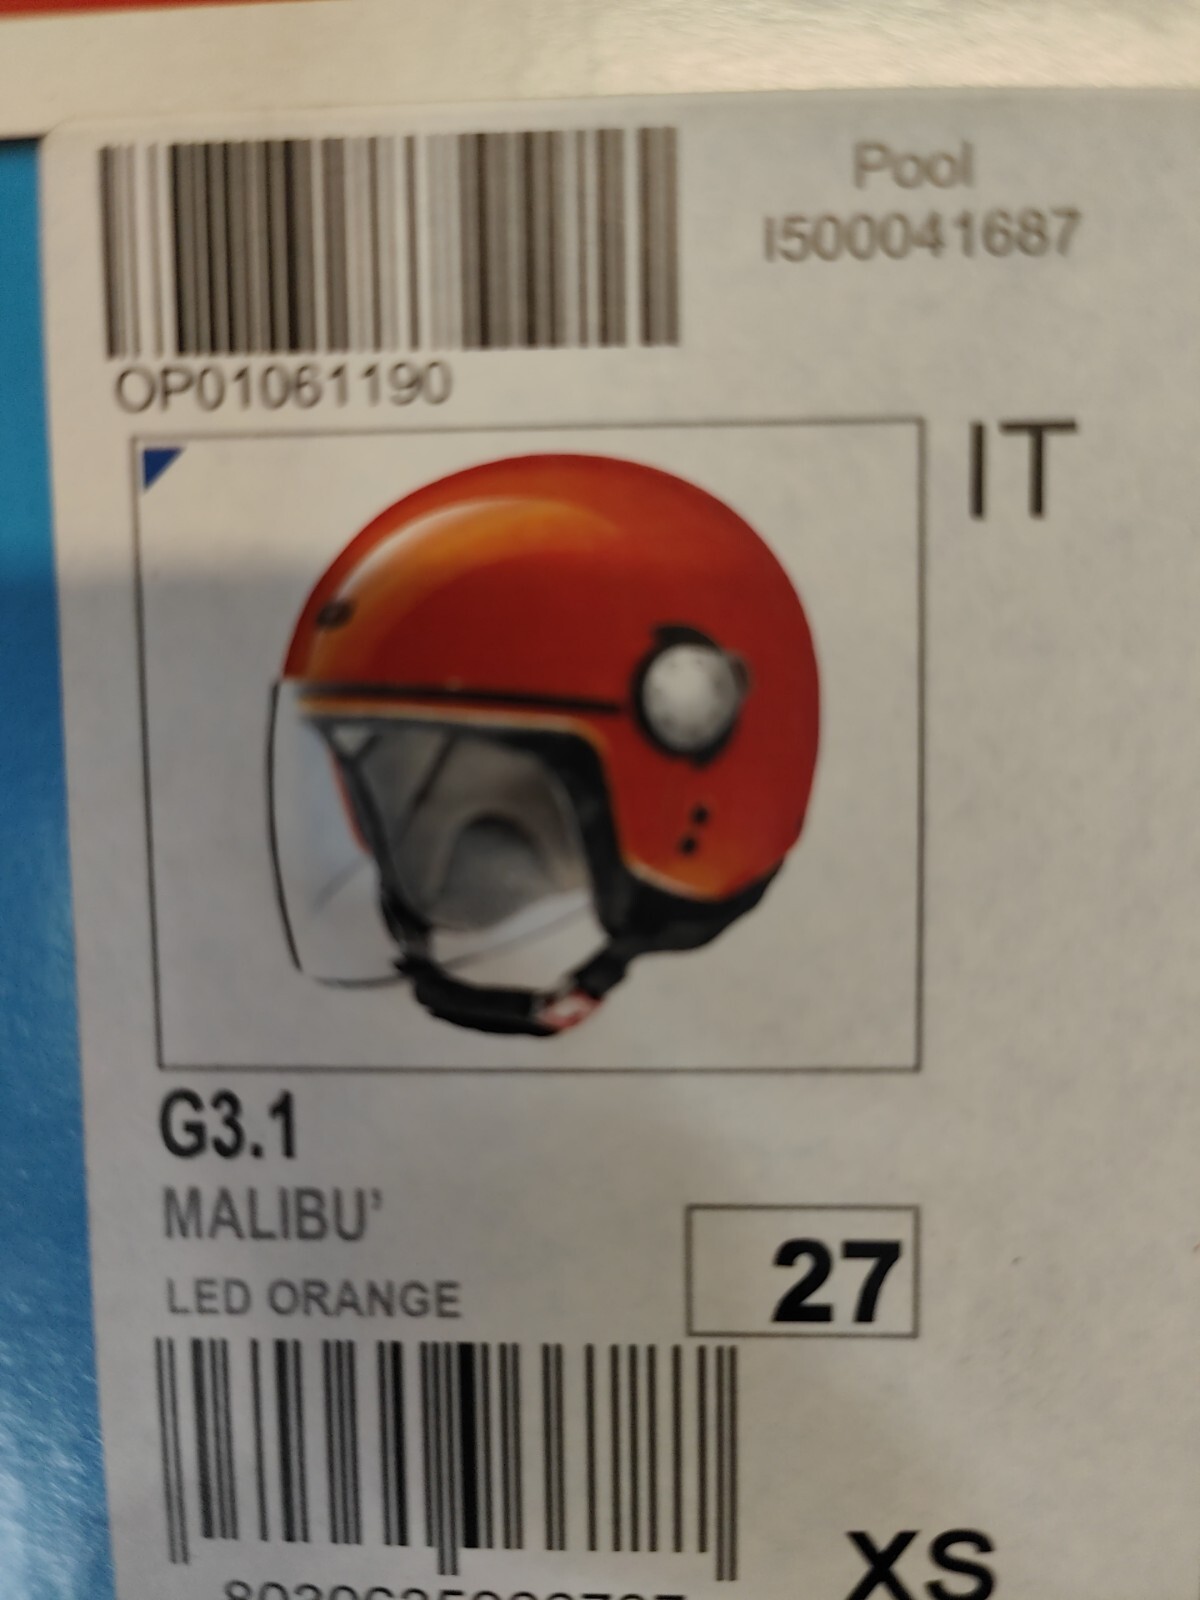 Pool
I500041687
OP01061190
IT
G3.1
MALIBU’
LED ORANGE
27
XS